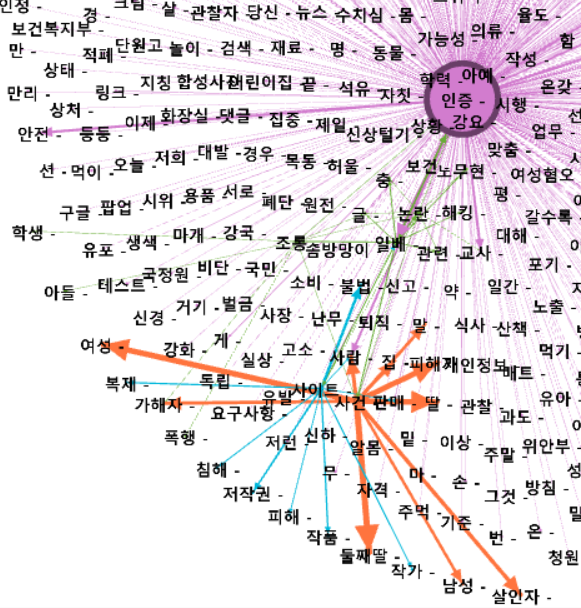 인정 -
경 -
크림 - 살 - 관찰자 당신 - 뉴스 수치심 - 몸 -
율도 -
보건복지부 -
의류 -
가능성 -
함
만 -
적폐 -
단원고 놀이 - 검색 - 재료 - 명 - 동물 -
작성 -
상태 -
지칭 합성사진
어린이집 끝 -
석유 -
자칫
학력 - 아예
온갖
만리 -
링크 -
인증 -
시행 -
상처 -
이제
화장실 - 댓글 - 집중 - 제일
신상털기
상황 - 강요 -
업무 -
안전 -
둥둥 -
맞춤 -
선 - 먹이 - 오늘 - 저희 - 대발 - 경우 - 목통 - 허울 -
보건
노무현 -
여성혐오
충 -
평 -
구글 - 팝업 - 시위 - 용품 - 서로 -
폐단 - 원전 -
글 -
논란 - 해킹 -
갈수록
학생 -
유포 - 생색 - 마개 - 강국 -
조롱
솜방망이 일베 -
관련 - 교사 -
대해 -
포기 -
국정원
비단 - 국민 -
아들 - 테스트
소비 - 불법 - 신고 - 약 - 일간 -
노출 -
신경 -
거기 - 벌금 -
사장 - 난무 - 퇴직 - 말 - 식사 - 산책 -
여성 -
강화 -
게 -
실상 -
고소 -
사람 - 집 - 피해자
개인정보
먹기 -
복제 -
독립 -
유발
사이트 -
유아 -
가해자 -
요구사항 -
사건 판매 - 딸 - 관찰 -
과도 -
폭행 -
저런
신하 - 알몸 - 밑 - 이상 -
주말 -
위안부 -
침해 -
무 -
마 -
손 -
방침 -
저작권 -
자격 -
그것 -
피해 -
주먹 -
기준 -
작품 -
번 -
온 -
둘째딸 -
청원
작가 -
남성 -
살인자 -